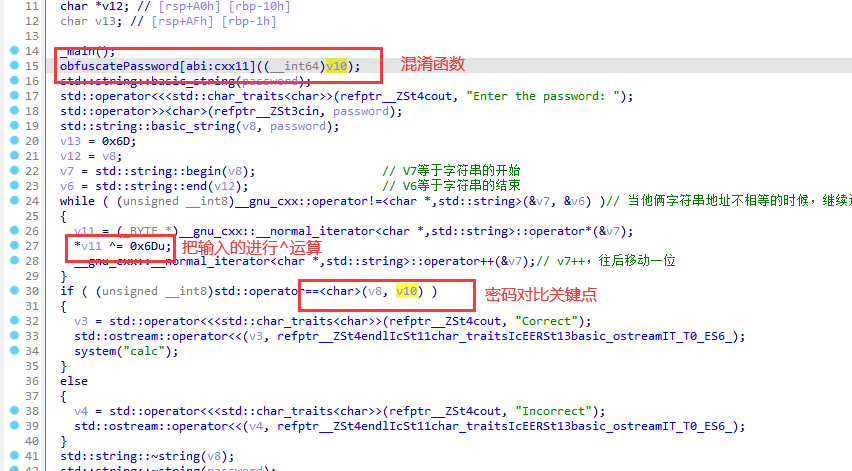 11 char *v12; // [rsp+A0h] [rbp-10h]
12 char v13; // [rsp+AFh] [rbp-1h]
13
14 _main();
15 obfuscatePassword[abi:cxx11]((__int64)v10); 混淆函数
16 std::string::basic_string(password);
17 std::operator<<<std::char_traits<char>>(refptr__ZSt4cout, "Enter the password: ");
18 std::operator>><char>(refptr__ZSt3cin, password);
19 std::string::basic_string(v8, password);
20 v13 = 0x6D;
21 v12 = v8;
22 v7 = std::string::begin(v8); // V7等于字符串的开始
23 v6 = std::string::end(v12); // V6等于字符串的结束
24 while ( (unsigned __int8)__gnu_cxx::operator!=<char *,std::string>(&v7, &v6) )// 当他俩字符串地址不相等的时候，继续
25 {
26 v11 = (_BYTE *)__gnu_cxx::__normal_iterator<char *,std::string>::operator*(&v7);
27 *v11 ^= 0x6Du; 把输入的进行^运算
28 __gnu_cxx::__normal_iterator<char *,std::string>::operator++(&v7);// v7++，往后移动一位
29 }
30 if ( (unsigned __int8)std::operator==<char>(v8, v10) ) 密码对比关键点
31 {
32 v3 = std::operator<<<std::char_traits<char>>(refptr__ZSt4cout, "Correct");
33 std::ostream::operator<<(v3, refptr__ZSt4endlIcSt11char_traitsIcEERSt13basic_ostreamIT_T0_ES6_);
34 system("calc");
35 }
36 else
37 {
38 v4 = std::operator<<<std::char_traits<char>>(refptr__ZSt4cout, "Incorrect");
39 std::ostream::operator<<(v4, refptr__ZSt4endlIcSt11char_traitsIcEERSt13basic_ostreamIT_T0_ES6_);
40 }
41 std::string::~string(v8);
42 std::string::~string(password);